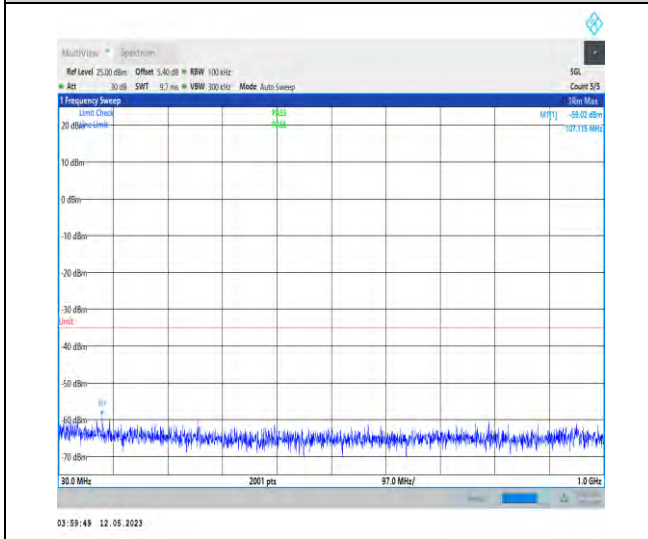 MultiView Spectrum
Ref Level 25.00 dBm Offset 5.40 dB RBW 100 kHz SGL
Att 30 dB SWT 9.7 ms VBW 300 kHz Mode Auto Sweep Count 5/5
1 Frequency Sweep 1Rm Max
Limit Check PASS M1[1] -59.02 dBm
20 dBm Line Limit PASS 107.115 MHz
10 dBm
0 dBm
-10 dBm
-20 dBm
-30 dBm
Limit
-40 dBm
-50 dBm
M1
-60 dBm
-70 dBm
30.0 MHz 2001 pts 97.0 MHz/ 1.0 GHz
03:59:49 12.05.2023